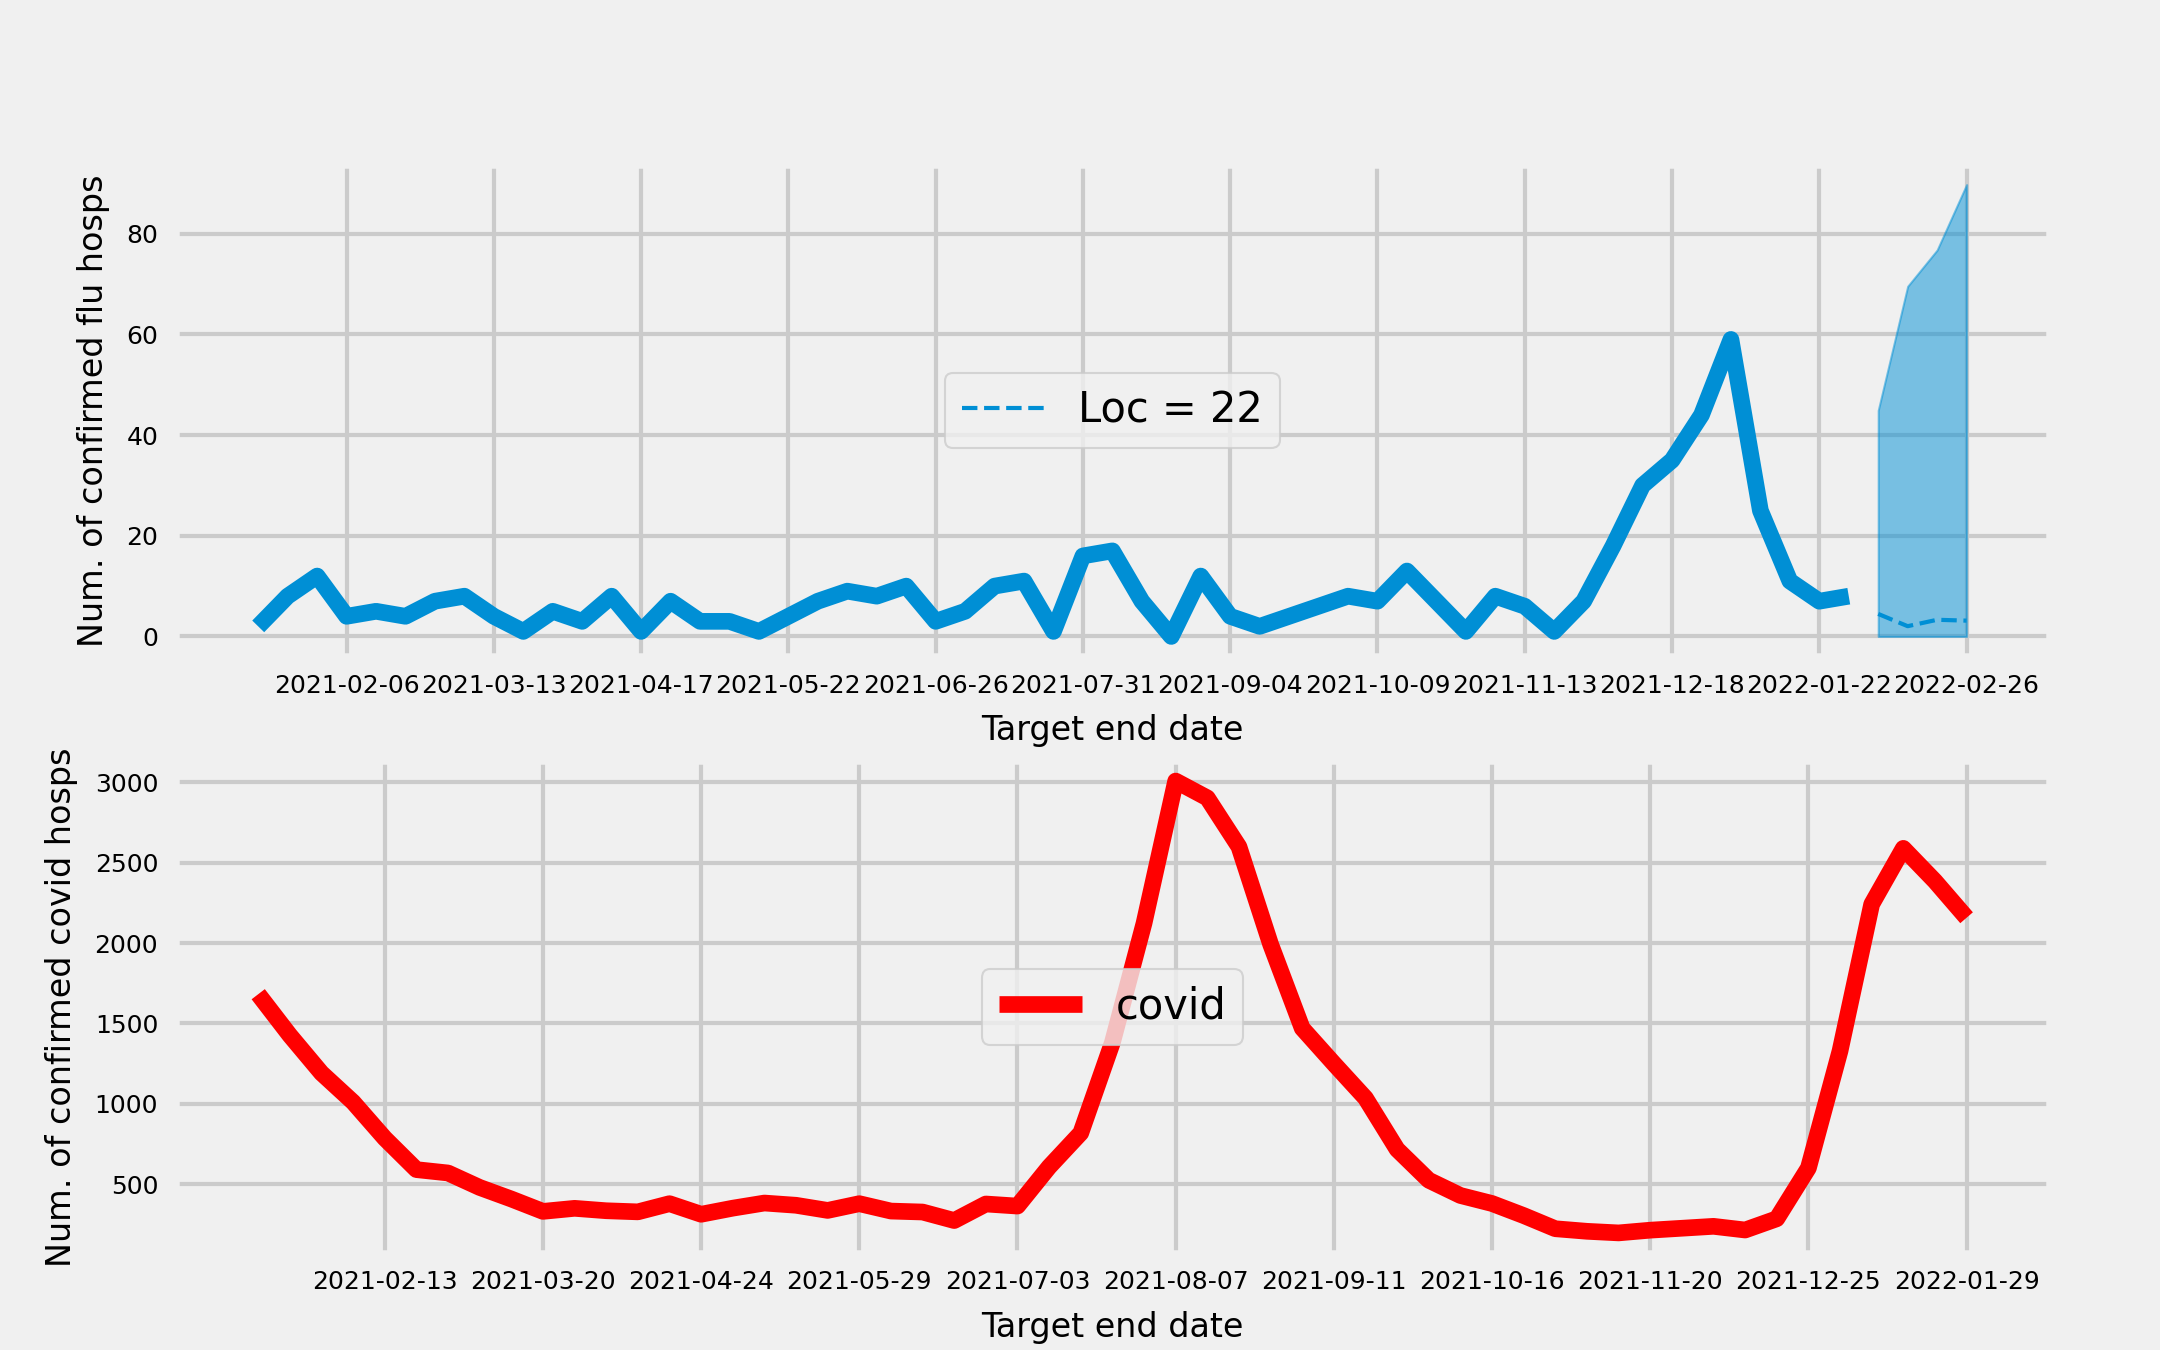 Num. of confirmed flu hosps
80
60
40
20
0
Loc = 22
2021-02-06 2021-03-13 2021-04-17 2021-05-22 2021-06-26 2021-07-31 2021-09-04 2021-10-09 2021-11-13 2021-12-18 2022-01-22 2022-02-26
Target end date
Num. of confirmed covid hosps
3000
2500
2000
1500
1000
500
covid
2021-02-13 2021-03-20 2021-04-24 2021-05-29 2021-07-03 2021-08-07 2021-09-11 2021-10-16 2021-11-20 2021-12-25 2022-01-29
Target end date